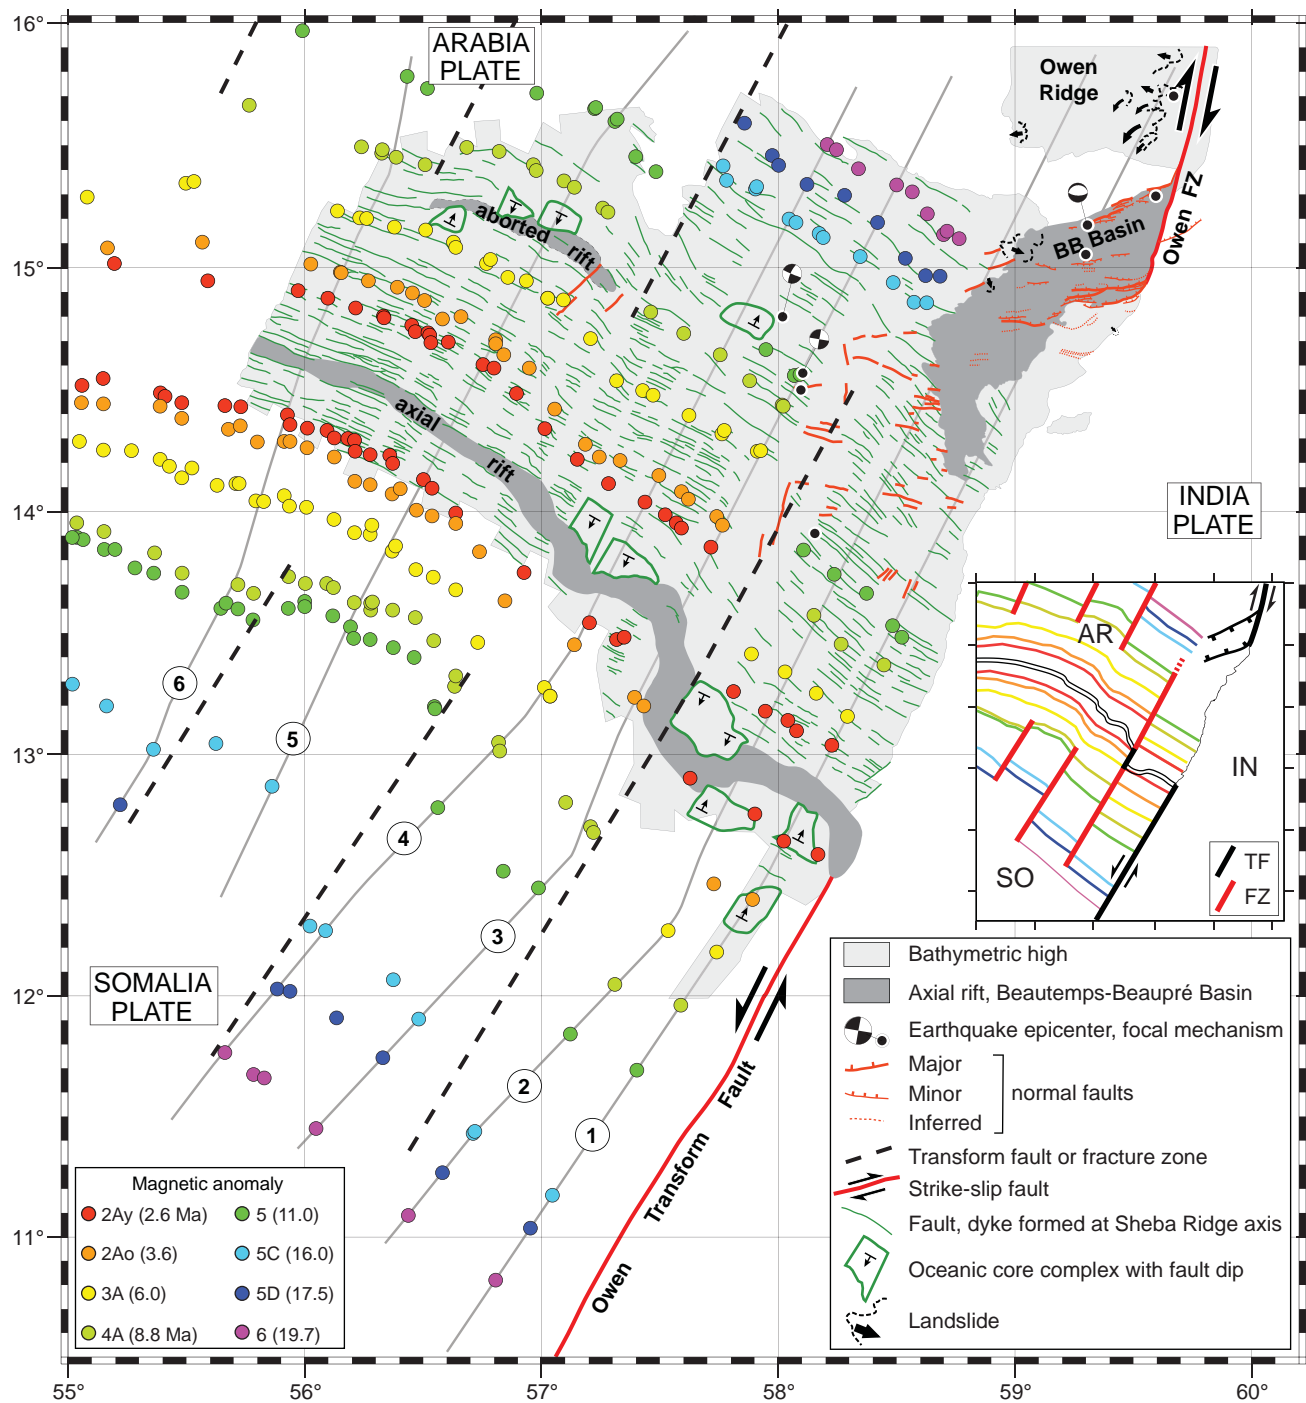 16°
15°
14°
13°
12°
11°
55°
56°
57°
58°
59°
60°
ARABIA
PLATE
Owen
Ridge
Owen FZ
BB Basin
aborted
rift
axial
rift
INDIA
PLATE
SOMALIA
PLATE
6
5
4
3
2
1
Owen
Transform
Fault
AR
IN
SO
TF
FZ
Magnetic anomaly
2Ay (2.6 Ma)
2Ao (3.6)
3A (6.0)
4A (8.8 Ma)
5 (11.0)
5C (16.0)
5D (17.5)
6 (19.7)
Bathymetric high
Axial rift, Beautemps-Beaupré Basin
Earthquake epicenter, focal mechanism
Major
Minor
Inferred
normal faults
Transform fault or fracture zone
Strike-slip fault
Fault, dyke formed at Sheba Ridge axis
Oceanic core complex with fault dip
Landslide